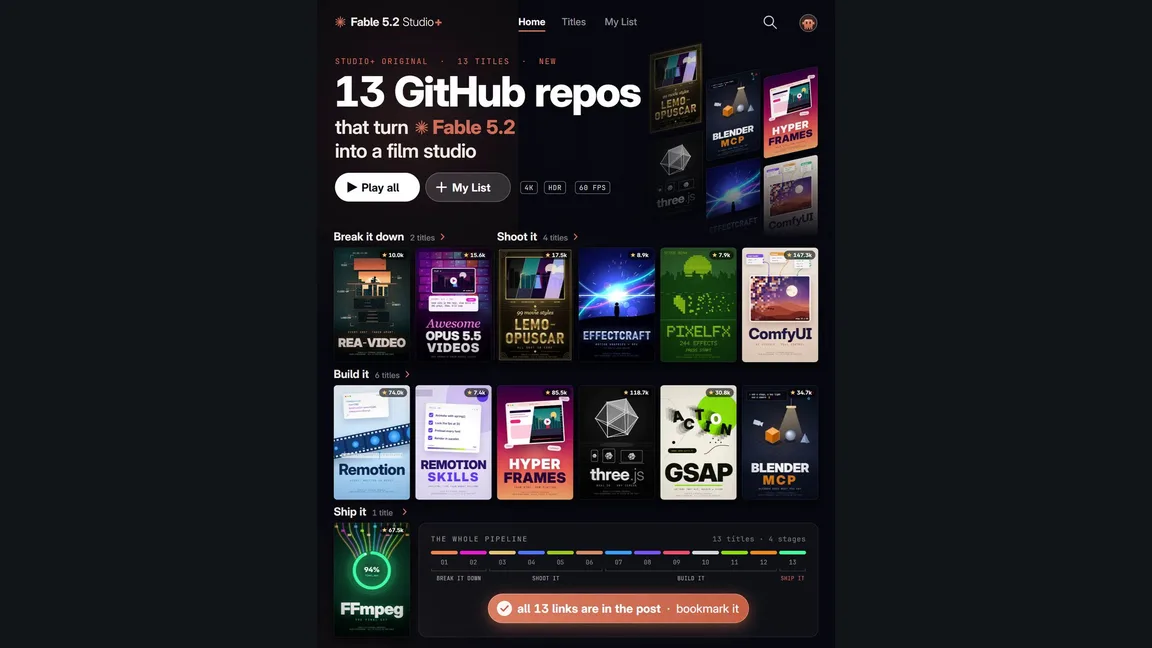 Fable 5.2 Studio+
Home Titles My List
STUDIO+ ORIGINAL · 13 TITLES · NEW
13 GitHub repos
that turn Fable 5.2
into a film studio
Play all
My List
4K HDR 60 FPS
LEMO-OPUSCAR
BLENDER MCP
HYPER FRAMES
three.js
EFFECTCRAFT
ComfyUI
Break it down 2 titles
Shoot it 4 titles
10.0k
REA-VIDEO
15.6k
Awesome
OPUS 5.5
VIDEOS
17.5k
99 movie styles
LEMO-
OPUSCAR
8.9k
EFFECTCRAFT
7.9k
PIXELFX
244 EFFECTS
PRESS START
147.3k
ComfyUI
Build it 6 titles
74.0k
Remotion
7.4k
REMOTION
SKILLS
85.5k
HYPER
FRAMES
118.7k
three.js
30.8k
ACTION
GSAP
34.7k
BLENDER
MCP
Ship it 1 title
67.5k
94%
FFmpeg
THE WHOLE PIPELINE
13 titles · 4 stages
01 02 03 04 05 06 07 08 09 10 11 12 13
BREAK IT DOWN SHOOT IT BUILD IT SHIP IT
all 13 links are in the post · bookmark it